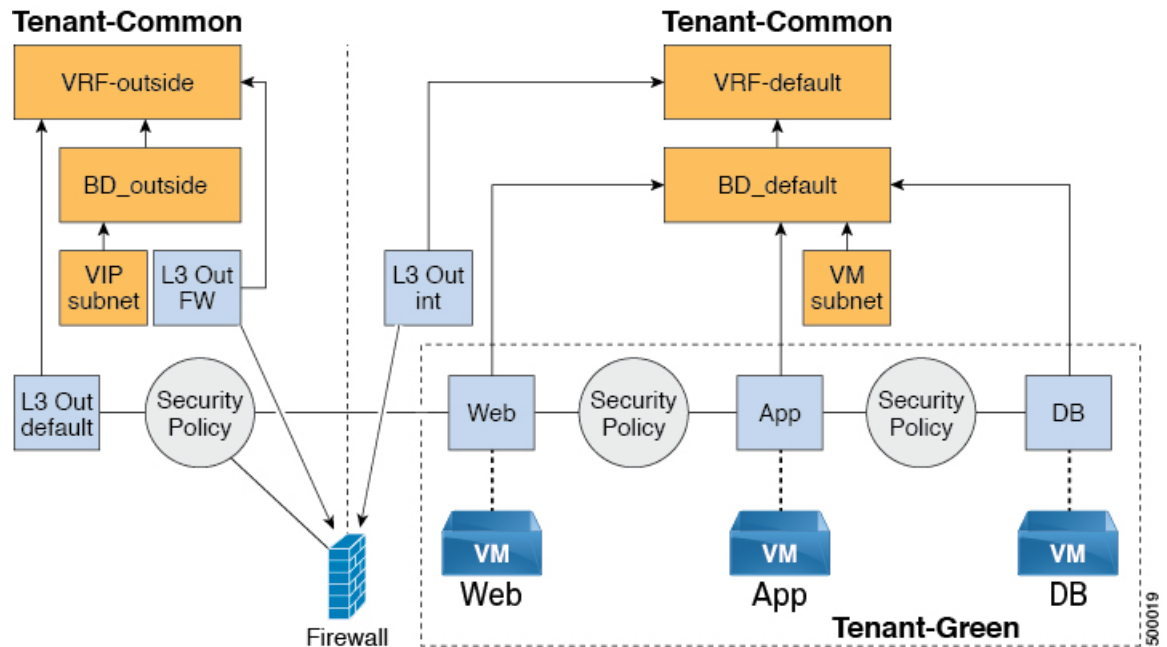 Tenant-Common
Tenant-Common
VRF-outside
VRF-default
BD_outside
BD_default
VIP
subnet
L3 Out
FW
L3 Out
int
VM
subnet
L3 Out
default
Security
Policy
Web
Security
Policy
App
Security
Policy
DB
VM
Web
VM
App
VM
DB
Firewall
Tenant-Green
500019